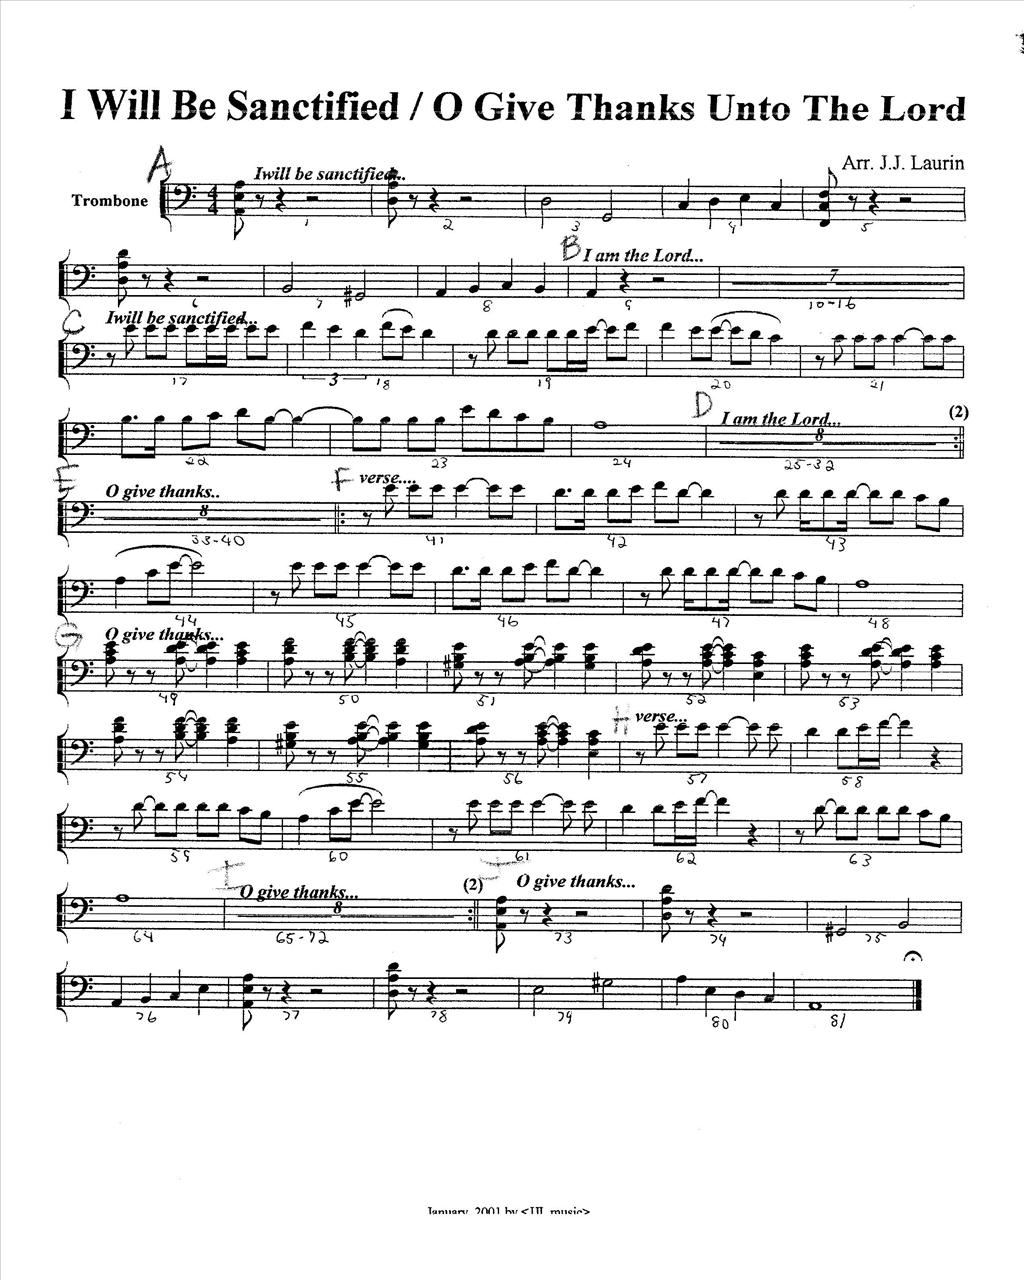 I Will Be Sanctified / O Give Thanks Unto The Lord
Arr. J.J. Laurin
A
Iwill be sanctified...
Trombone
1 2 3 4 5
B
I am the Lord...
7
6 7 8 9 10-16
C
Iwill be sanctified...
3
17 18 19 20 21
D
I am the Lord...
(2)
8
22 23 24 25-32
E
O give thanks..
F
verse....
8
33-40 41 42 43
44 45 46 47 48
G
O give thanks...
49 50 51 52 53
H
verse...
54 55 56 57 58
59 60 61 62 63
I
O give thanks...
(2)
O give thanks...
8
64 65-72 73 74 75
76 77 78 79 80 81
January, 2001 by
music>